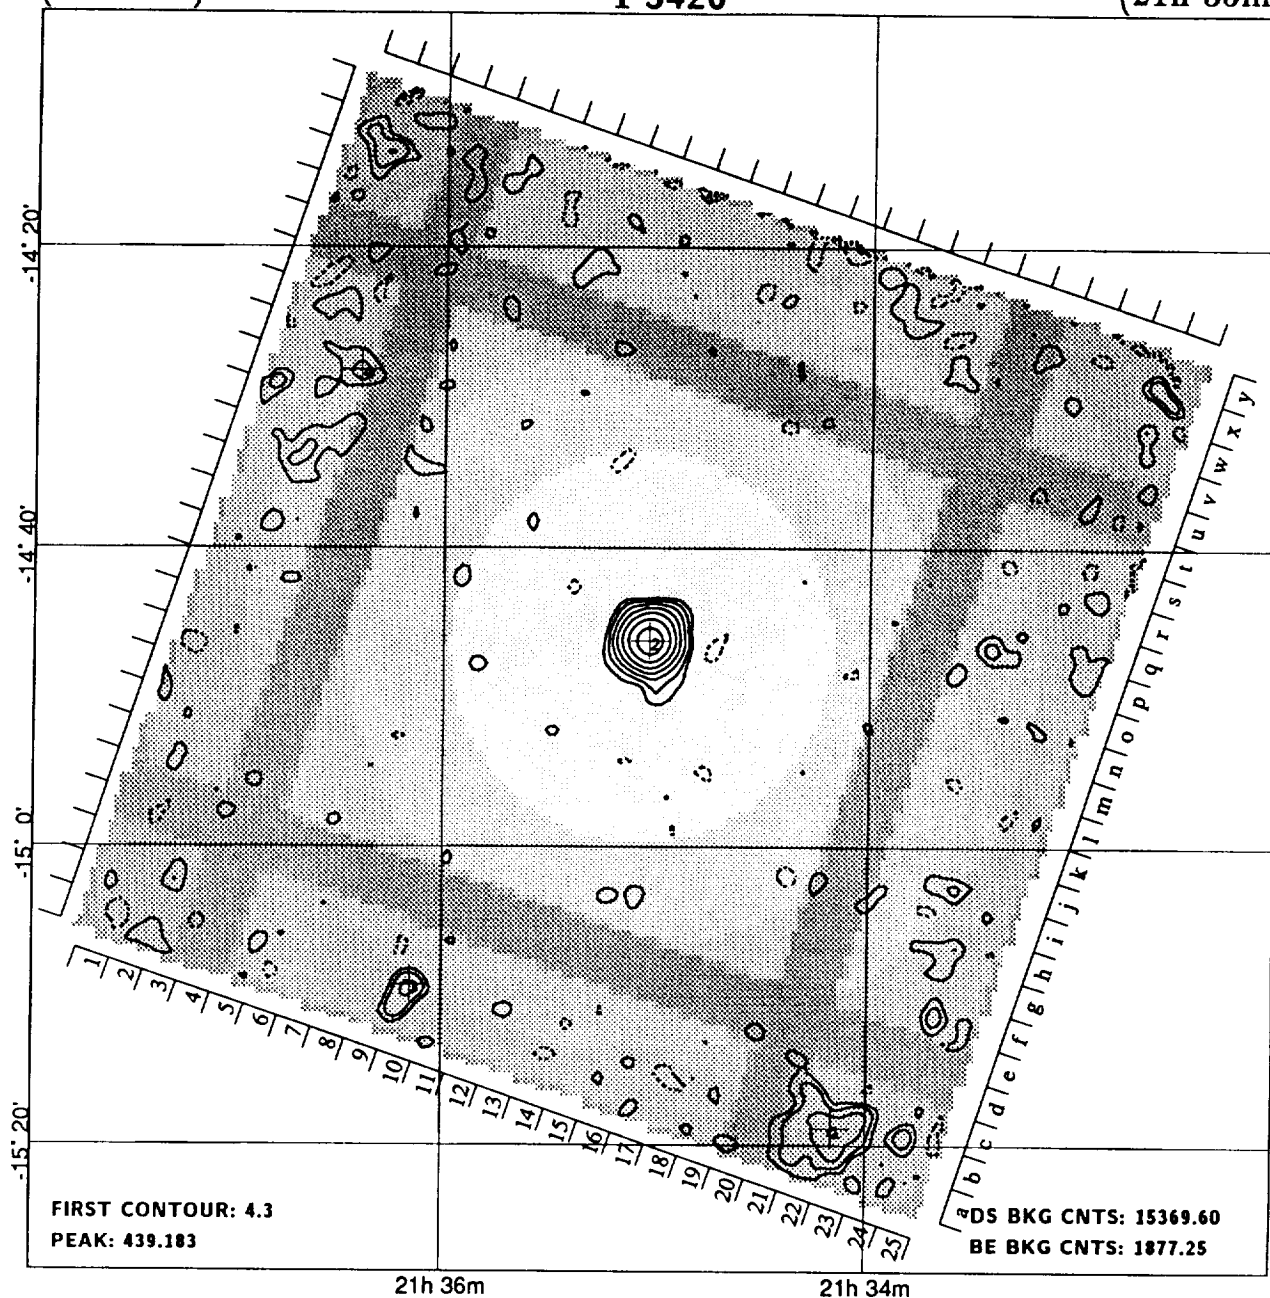 I 3420
-14° 20'
-14° 40'
-15° 0'
-15° 20'
2
y
x
w
v
u
t
s
r
q
p
o
n
m
l
k
j
i
h
g
f
e
d
c
b
a
1 2 3 4 5 6 7 8 9 10 11 12 13 14 15 16 17 18 19 20 21 22 23 24 25
FIRST CONTOUR: 4.3
PEAK: 439.183
DS BKG CNTS: 15369.60
BE BKG CNTS: 1877.25
21h 36m
21h 34m